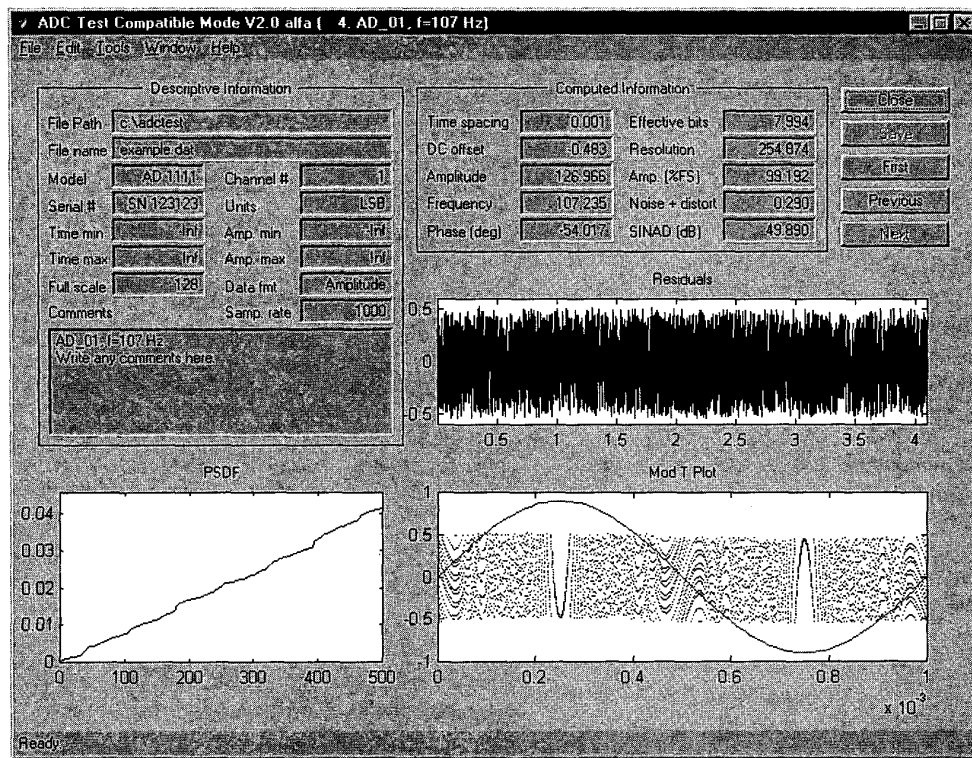 ADC Test Compatible Mode V2.0 alfa ( 4. AD_01, f=107 Hz)
File Edit Tools Window Help
Descriptive Information
File Path c:\adctest
File name example.dat
Model AD 1111 Channel # 1
Serial # SN 123123 Units LSB
Time min Inf Amp. min Inf
Time max Inf Amp. max Inf
Full scale 128 Data fmt Amplitude
Comments Samp. rate 1000
AD_01, f=107 Hz
Write any comments here.
Computed Information
Time spacing 0.001 Effective bits 7.994
DC offset -0.483 Resolution 254.874
Amplitude 126.966 Amp. (%FS) 99.192
Frequency 107.235 Noise + distort 0.290
Phase (deg) -54.017 SINAD (dB) 49.890
Close
Save
First
Previous
Next
Residuals
0.5
0
-0.5
0.5 1 1.5 2 2.5 3 3.5 4
PSDF
0.04
0.03
0.02
0.01
0
0 100 200 300 400 500
Mod T Plot
1
0.5
0
-0.5
-1
0 0.2 0.4 0.6 0.8 1
x 10⁻³
Ready